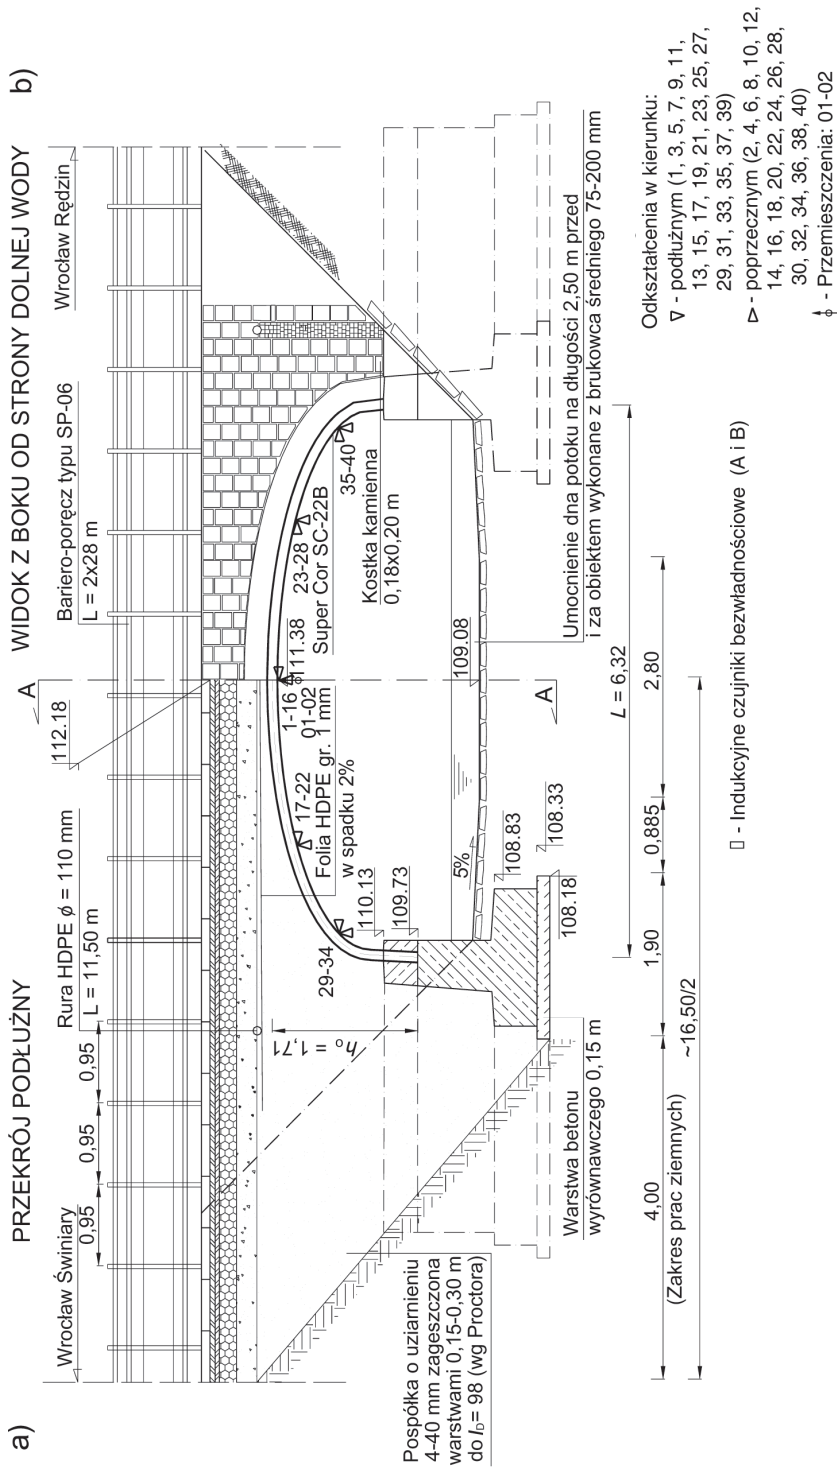 a)
PRZEKRÓJ PODŁUŻNY
WIDOK Z BOKU OD STRONY DOLNEJ WODY
b)
Wrocław Świniary
0,95
0,95
0,95
Rura HDPE ϕ = 110 mm
L = 11,50 m
112.18
A
Bariero-poręcz typu SP-06
L = 2x28 m
Wrocław Rędzin
hₒ = 1,71
29-34
17-22
Folia HDPE gr. 1 mm
w spadku 2%
1-16
01-02
111.38
23-28
Super Cor SC-22B
35-40
Kostka kamienna
0,18x0,20 m
110.13
109.73
5%
109.08
108.83
108.33
108.18
A
Umocnienie dna potoku na długości 2,50 m przed
i za obiektem wykonane z brukowca średniego 75-200 mm
Pospółka o uziarnieniu
4-40 mm zagęszczona
warstwami 0,15-0,30 m
do I_D = 98 (wg Proctora)
Warstwa betonu
wyrównawczego 0,15 m
L = 6,32
4,00
(Zakres prac ziemnych)
1,90
0,885
2,80
~16,50/2
Odkształcenia w kierunku:
∇ - podłużnym (1, 3, 5, 7, 9, 11,
13, 15, 17, 19, 21, 23, 25, 27,
29, 31, 33, 35, 37, 39)
⊳ - poprzecznym (2, 4, 6, 8, 10, 12,
14, 16, 18, 20, 22, 24, 26, 28,
30, 32, 34, 36, 38, 40)
- Przemieszczenia: 01-02
▯ - Indukcyjne czujniki bezwładnościowe (A i B)